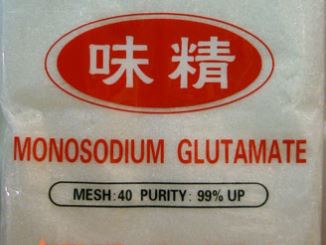 味精
MONOSODIUM GLUTAMATE
MESH: 40 PURITY: 99% UP